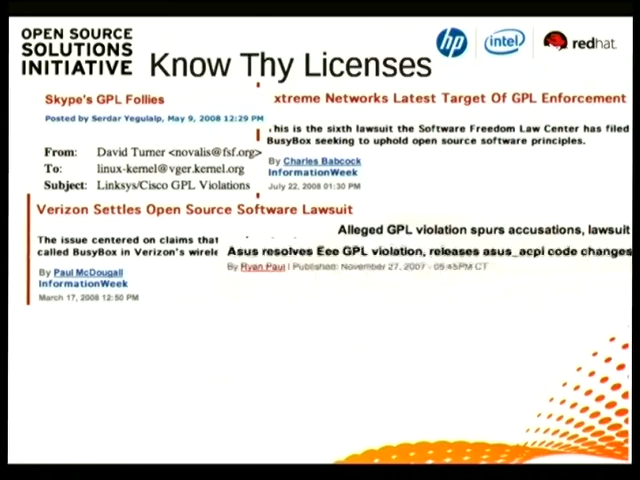 OPEN SOURCE
SOLUTIONS
INITIATIVE
Know Thy Licenses
hp
intel
redhat.
Skype's GPL Follies
Posted by Serdar Yegulalp, May 9, 2008 12:29 PM
xtreme Networks Latest Target Of GPL Enforcement
his is the sixth lawsuit the Software Freedom Law Center has filed
BusyBox seeking to uphold open source software principles.
By Charles Babcock
InformationWeek
July 22, 2008 01:30 PM
From: David Turner <novalis@fsf.org>
To: linux-kernel@vger.kernel.org
Subject: Linksys/Cisco GPL Violations
Verizon Settles Open Source Software Lawsuit
The issue centered on claims that
called BusyBox in Verizon's wirele
By Paul McDougall
InformationWeek
March 17, 2008 12:50 PM
Alleged GPL violation spurs accusations, lawsuit
Asus resolves Eee GPL violation, releases asus_acpi code changes
By Ryan Paul | Published: November 27, 2007 - 05:45PM CT